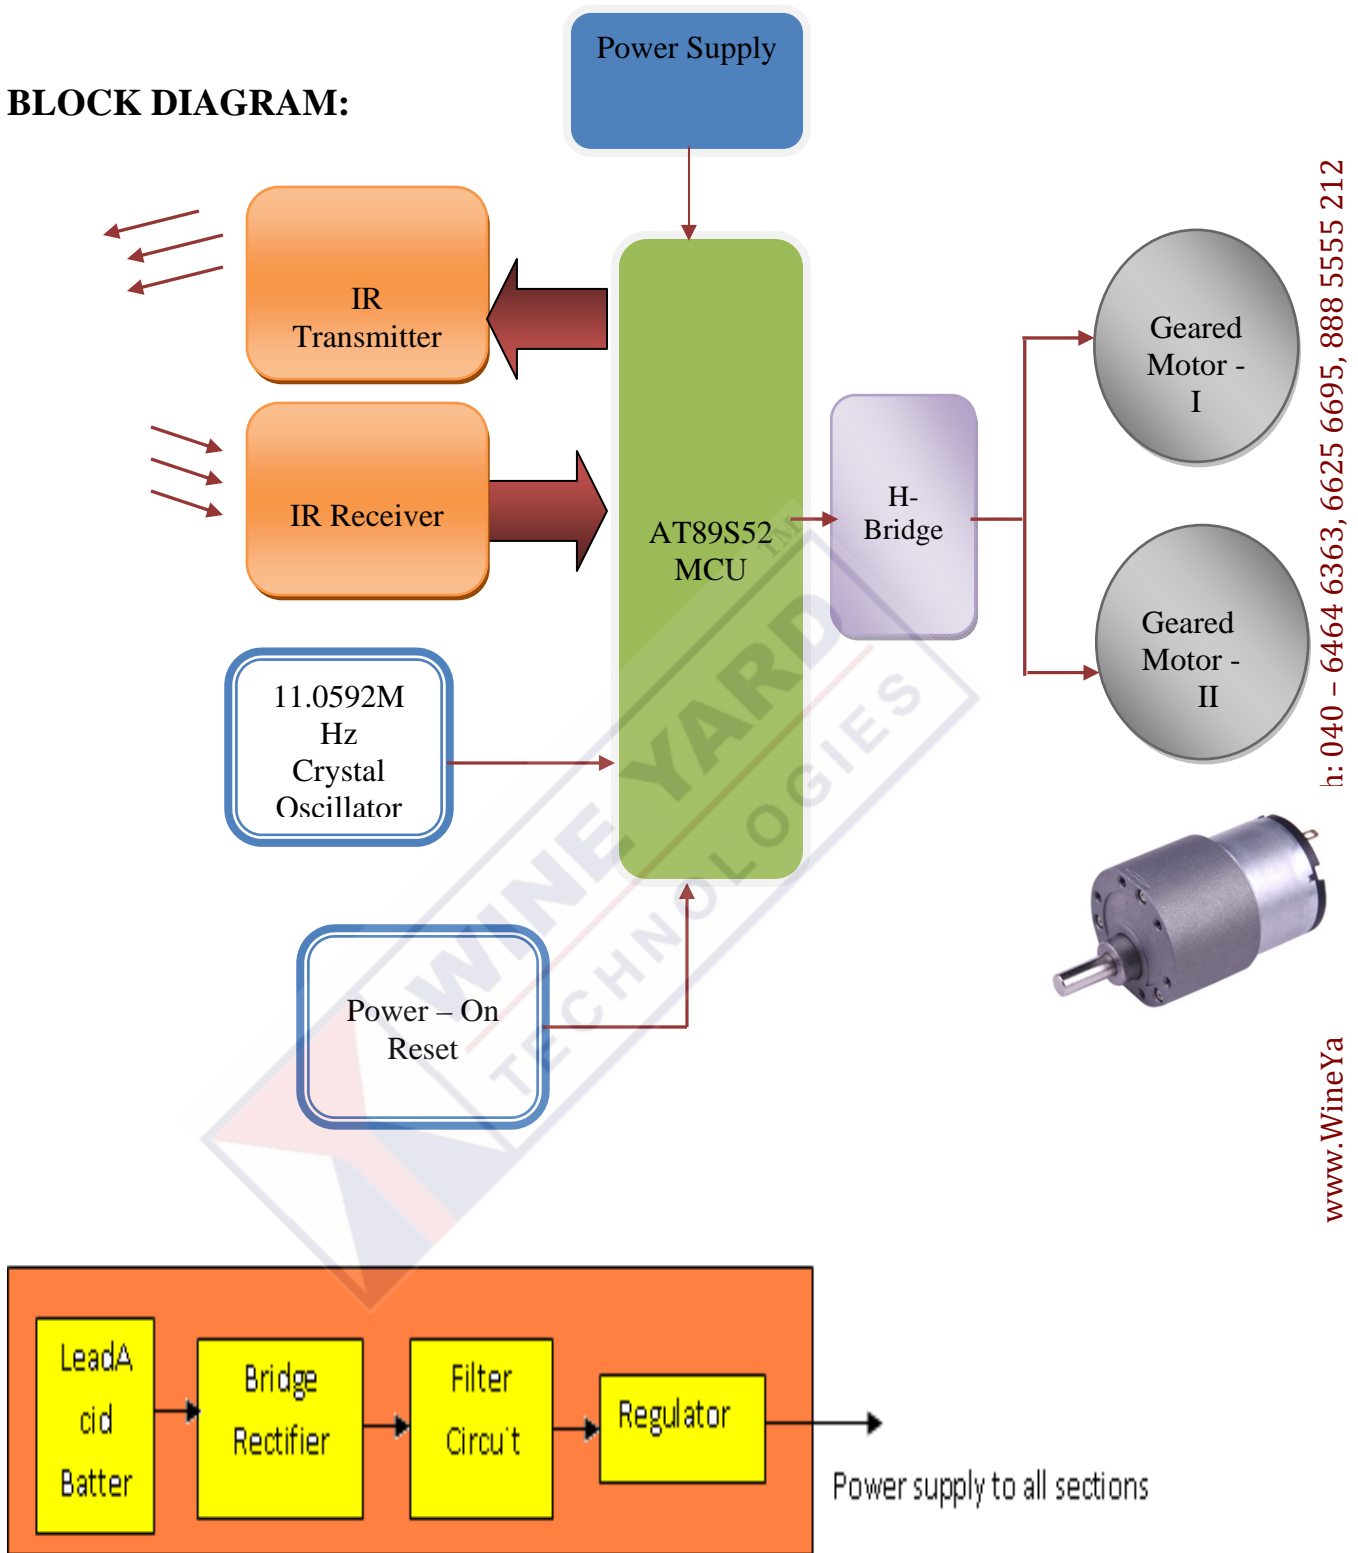 Power Supply
BLOCK DIAGRAM:
IR
Transmitter
IR Receiver
11.0592M
Hz
Crystal
Oscillator
Power – On
Reset
AT89S52
MCU
H-
Bridge
Geared
Motor -
I
Geared
Motor -
II
h: 040 – 6464 6363, 6625 6695, 888 5555 212
www.WineYa
WINE YARD
TECHNOLOGIES
TM
LeadA
cid
Batter
Bridge
Rectifier
Filter
Circuit
Regulator
Power supply to all sections